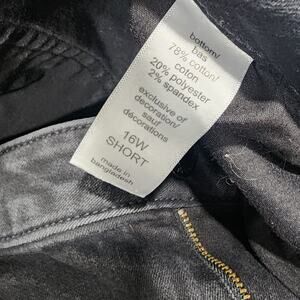 bottom/
bas
78% cotton/
coton
20% polyester
2% spandex
exclusive of
decoration/
sauf
décorations
16W
SHORT
made in
bangladesh